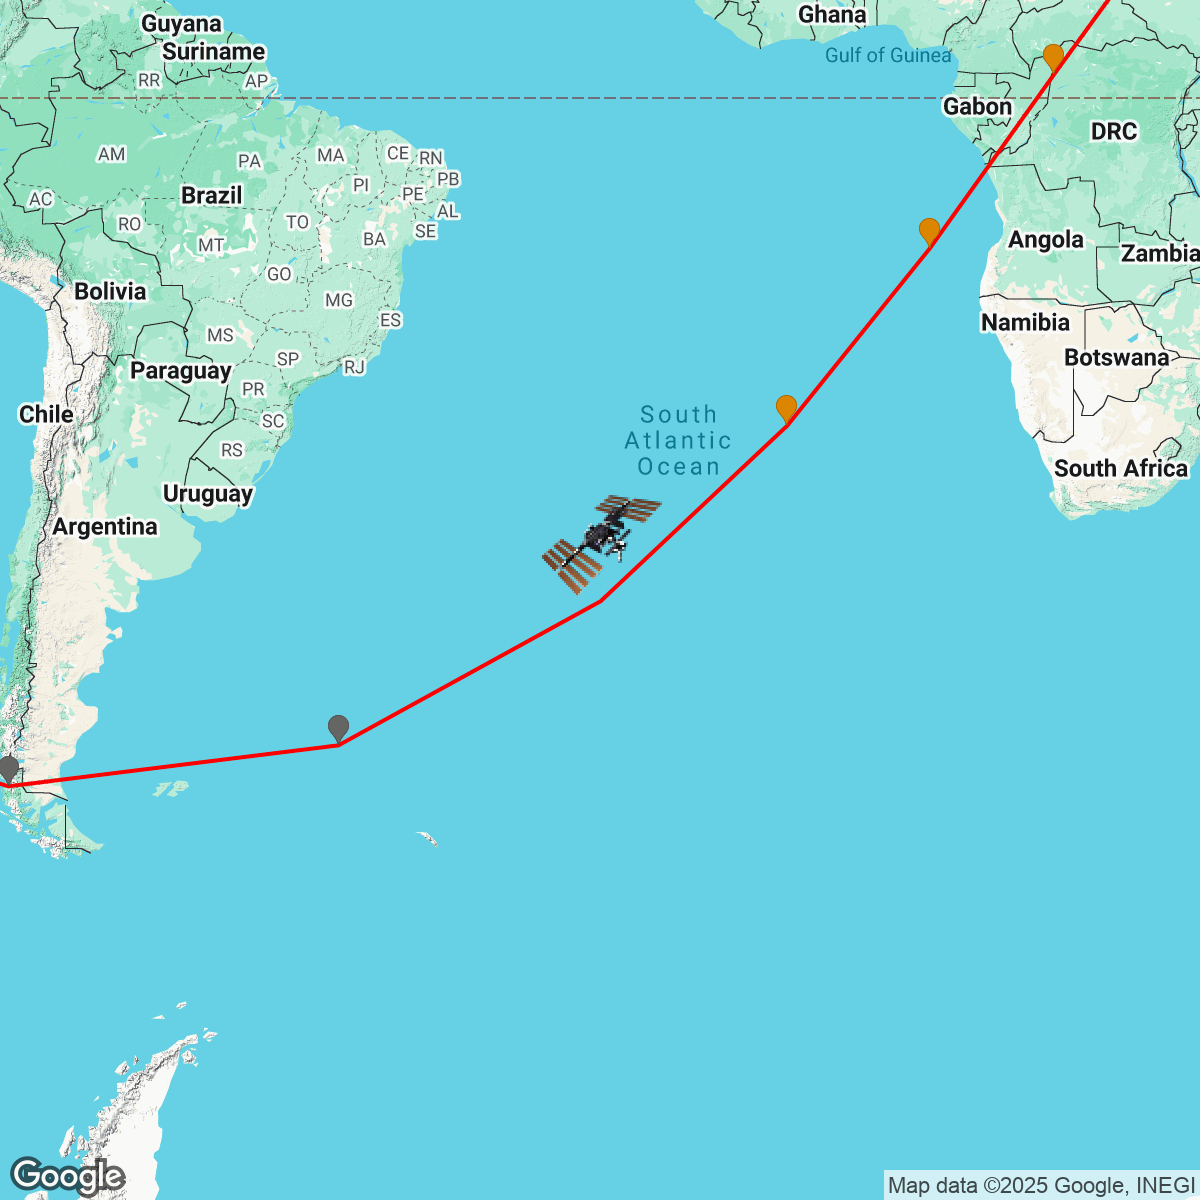 Guyana
Suriname
Ghana
Gulf of Guinea
RR
AP
Gabon
DRC
AM
PA
MA
CE
RN
PI
PB
PE
AC
Brazil
AL
RO
TO
SE
MT
BA
Angola
Zambia
GO
Bolivia
MG
ES
Namibia
MS
SP
RJ
Botswana
Paraguay
PR
Chile
SC
South
Atlantic
Ocean
RS
South Africa
Uruguay
Argentina
Google
Map data ©2025 Google, INEGI